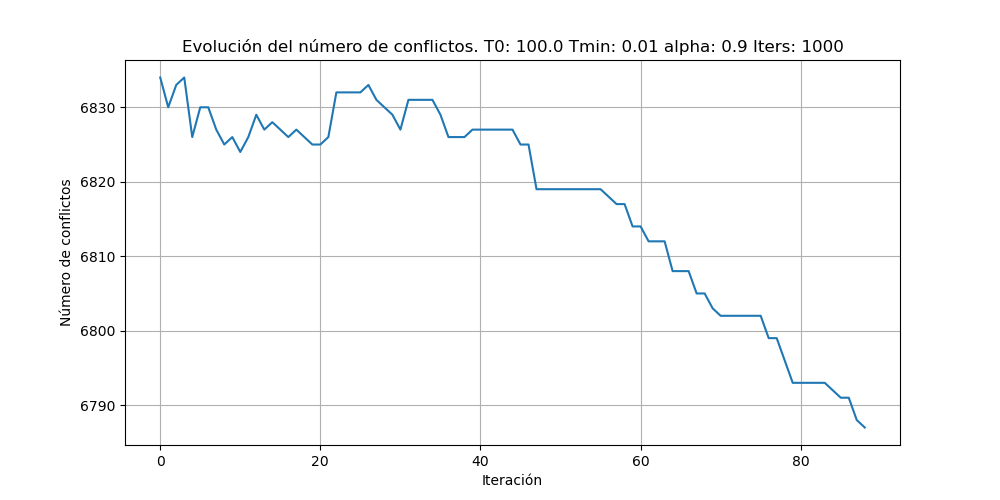 Evolución del número de conflictos. T0: 100.0 Tmin: 0.01 alpha: 0.9 Iters: 1000
Número de conflictos
6830
6820
6810
6800
6790
0 20 40 60 80
Iteración